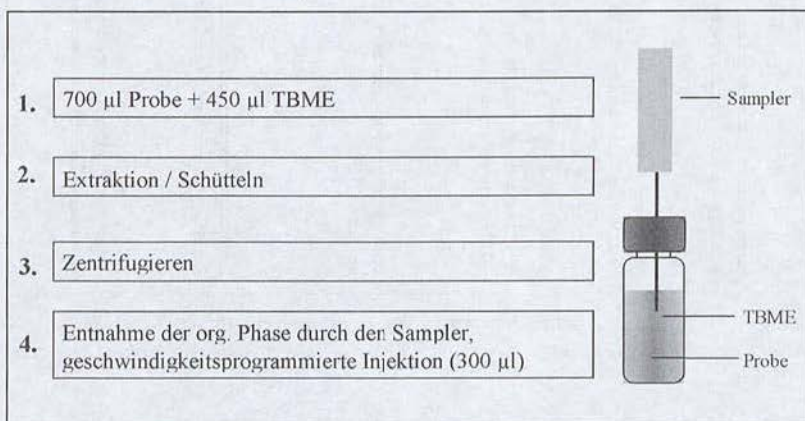 1. 700 µl Probe + 450 µl TBME
2. Extraktion / Schütteln
3. Zentrifugieren
4. Entnahme der org. Phase durch den Sampler,
geschwindigkeitsprogrammierte Injektion (300 µl)
Sampler
TBME
Probe